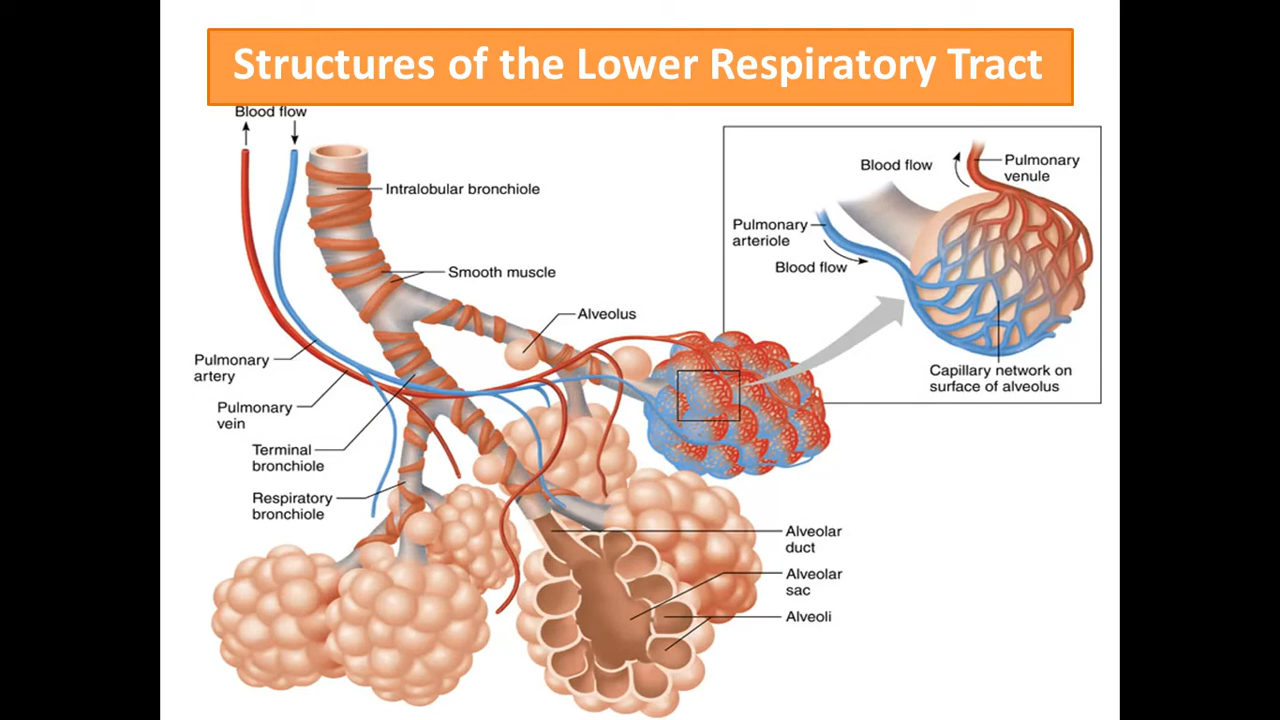 Structures of the Lower Respiratory Tract
Blood flow
Intralobular bronchiole
Smooth muscle
Alveolus
Pulmonary
artery
Pulmonary
vein
Terminal
bronchiole
Respiratory
bronchiole
Alveolar
duct
Alveolar
sac
Alveoli
Blood flow
Pulmonary
venule
Pulmonary
arteriole
Blood flow
Capillary network on
surface of alveolus